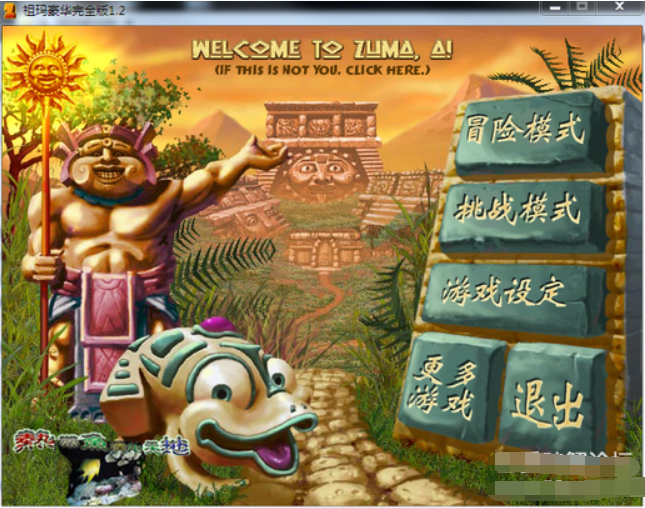 祖玛豪华完全版1.2
WELCOME TO ZUMA, A!
(IF THIS IS NOT YOU, CLICK HERE.)
冒险模式
挑战模式
游戏设定
更多
游戏
退出